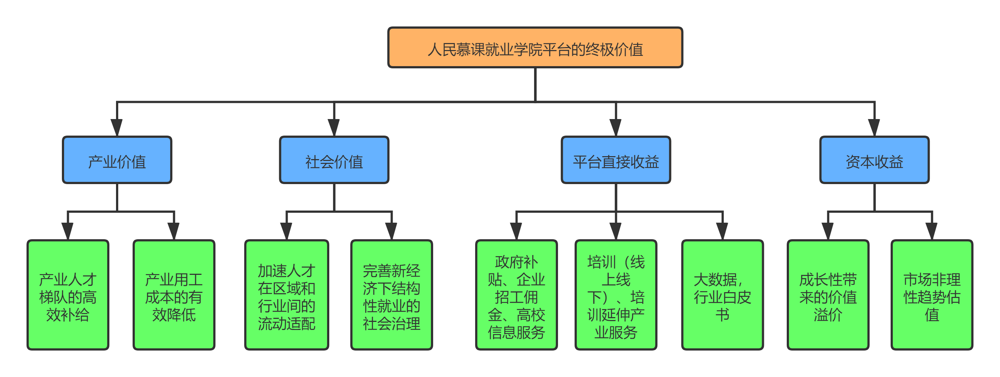 人民慕课就业学院平台的终极价值
产业价值
社会价值
平台直接收益
资本收益
产业人才
梯队的高
效补给
产业用工
成本的有
效降低
加速人才
在区域和
行业间的
流动适配
完善新经
济下结构
性就业的
社会治理
政府补
贴、企业
招工佣
金、高校
信息服务
培训（线
上线
下）、培
训延伸产
业服务
大数据，
行业白皮
书
成长性带
来的价值
溢价
市场非理
性趋势估
值